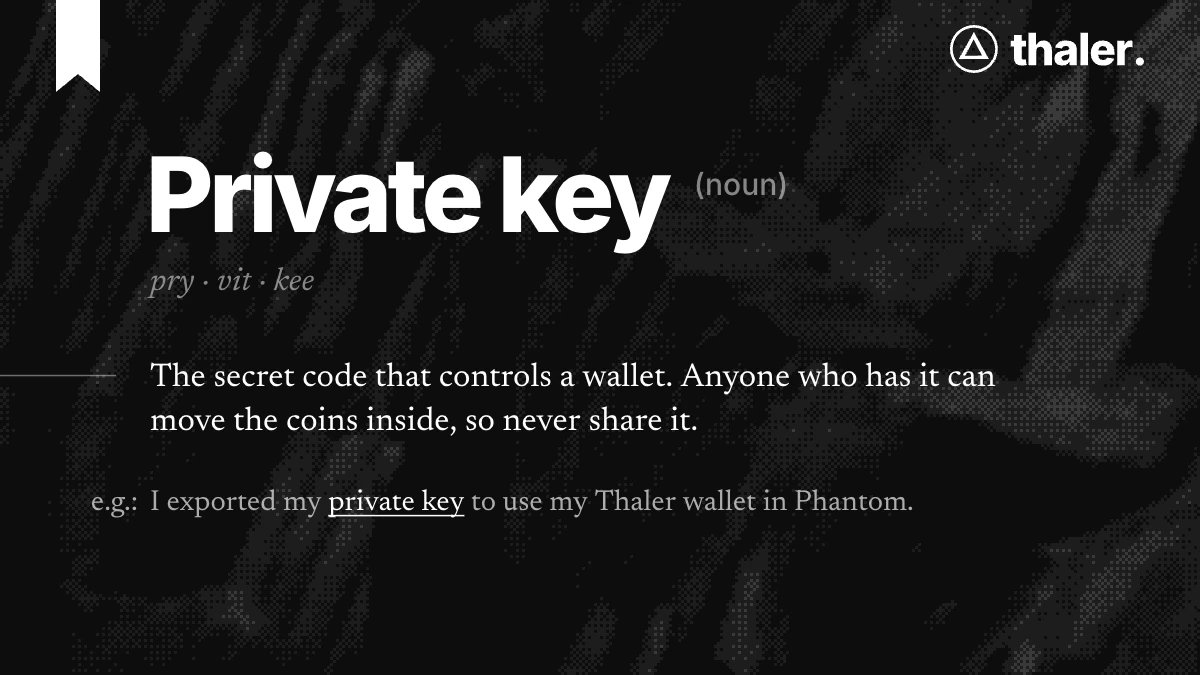 thaler.
Private key (noun)
pry · vit · kee
The secret code that controls a wallet. Anyone who has it can
move the coins inside, so never share it.
e.g.: I exported my private key to use my Thaler wallet in Phantom.